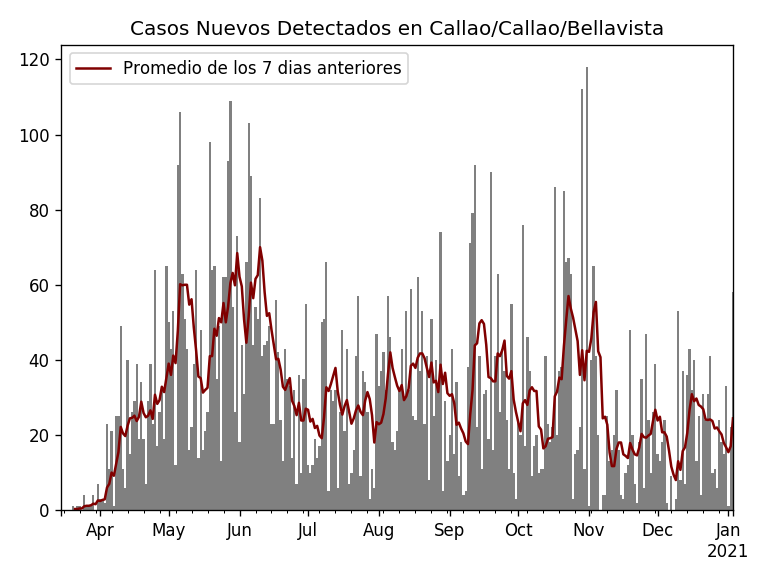 Casos Nuevos Detectados en Callao/Callao/Bellavista
Promedio de los 7 dias anteriores
120
100
80
60
40
20
0
Apr May Jun Jul Aug Sep Oct Nov Dec Jan
2021